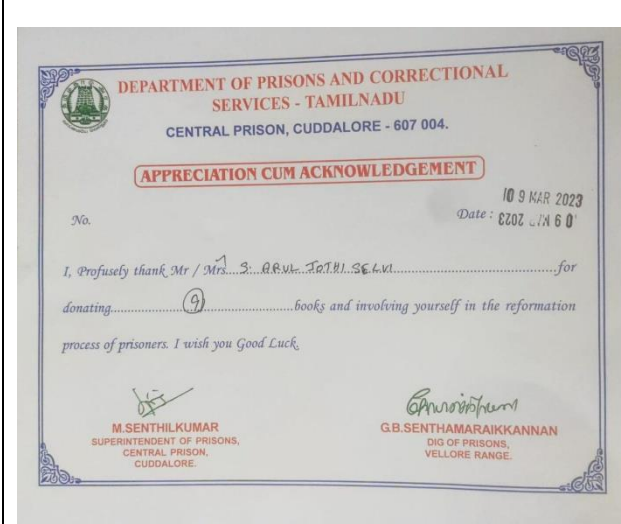 DEPARTMENT OF PRISONS AND CORRECTIONAL
SERVICES - TAMILNADU
CENTRAL PRISON, CUDDALORE - 607 004.
APPRECIATION CUM ACKNOWLEDGEMENT
09 MAR 2023
No.
Date :
I, Profusely thank Mr / Mrs S. ARUL JOTHI SELVI for
donating 9 books and involving yourself in the reformation
process of prisoners. I wish you Good Luck.
M.SENTHILKUMAR
SUPERINTENDENT OF PRISONS,
CENTRAL PRISON,
CUDDALORE.
G.B.SENTHAMARAIKKANNAN
DIG OF PRISONS,
VELLORE RANGE.